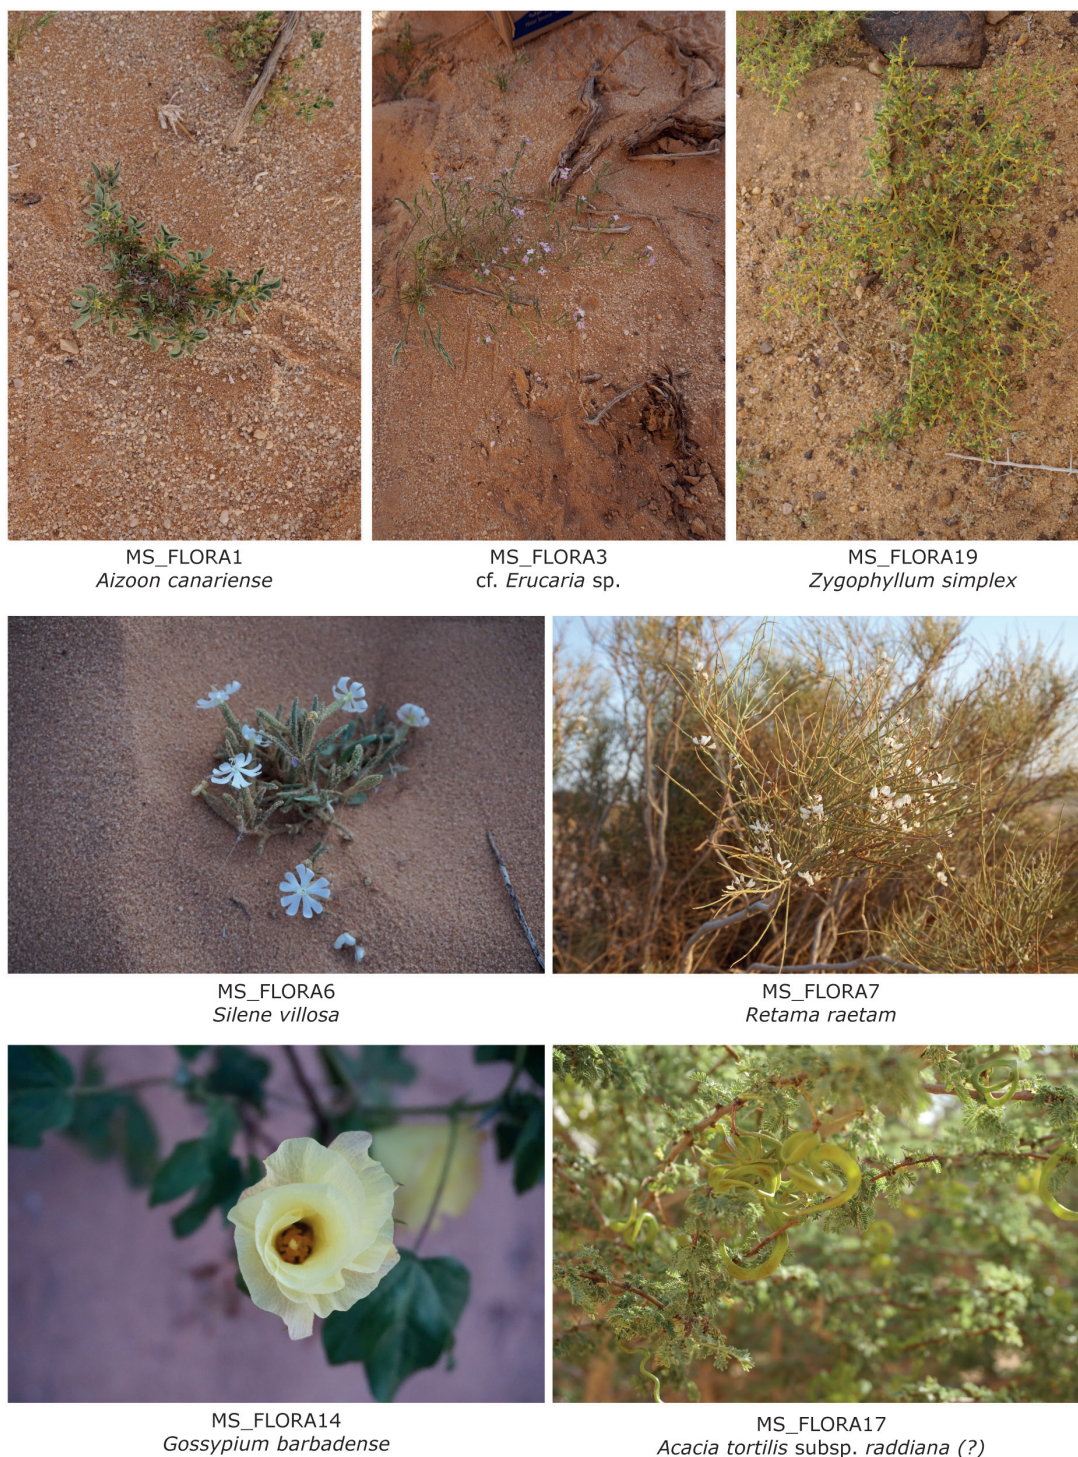 MS_FLORA1
Aizoon canariense
MS_FLORA3
cf. Erucaria sp.
MS_FLORA19
Zygophyllum simplex
MS_FLORA6
Silene villosa
MS_FLORA7
Retama raetam
MS_FLORA14
Gossypium barbadense
MS_FLORA17
Acacia tortilis subsp. raddiana (?)